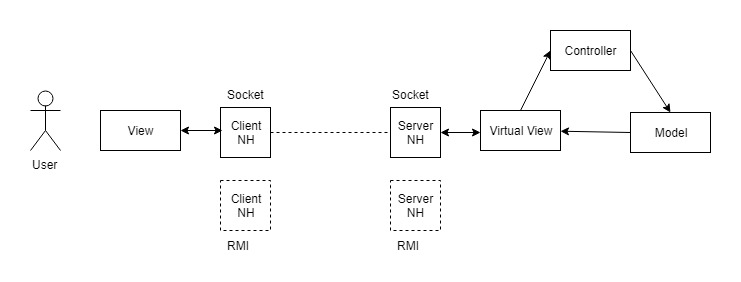 Controller
Socket
Socket
View
Client
NH
Server
NH
Virtual View
Model
User
Client
NH
Server
NH
RMI
RMI